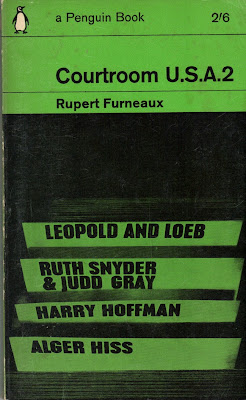 a Penguin Book 2/6
Courtroom U.S.A.2
Rupert Furneaux
LEOPOLD AND LOEB
RUTH SNYDER
& JUDD GRAY
HARRY HOFFMAN
ALGER HISS